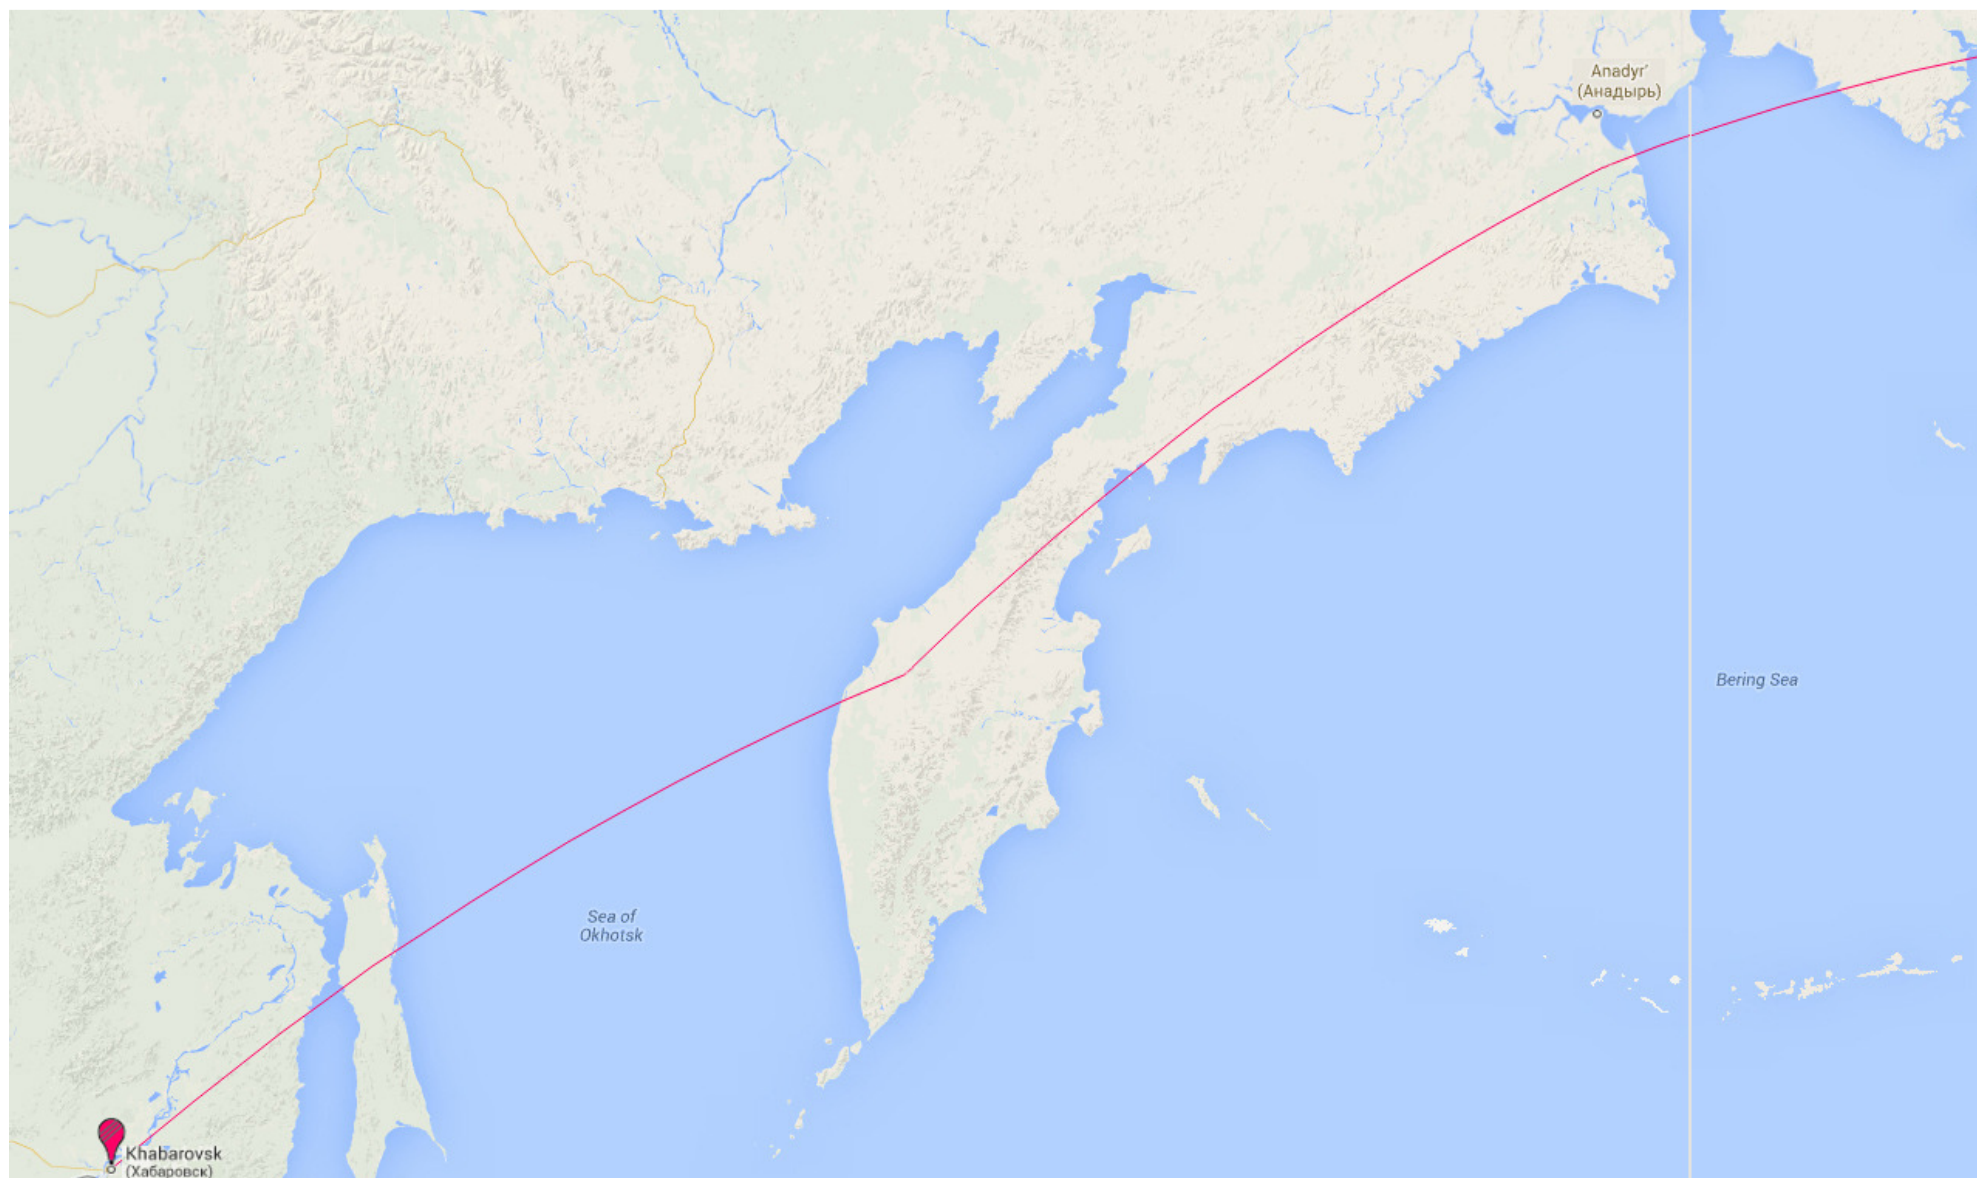 Anadyr'
(Анадырь)
Bering Sea
Sea of
Okhotsk
Khabarovsk
(Хабаровск)